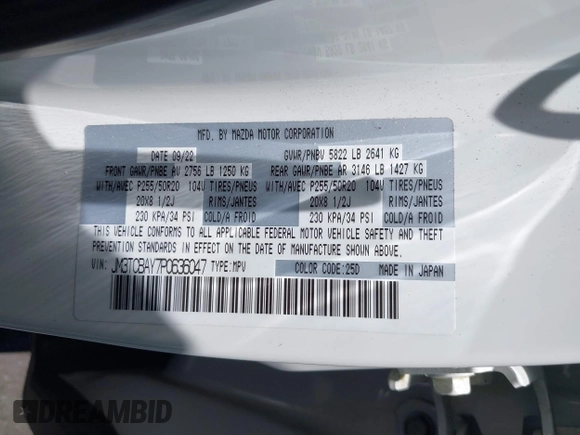 MFD. BY MAZDA MOTOR CORPORATION
DATE 09/22 GVWR/PNBV 5822 LB 2641 KG
FRONT GAWR/PNBE AV 2756 LB 1250 KG REAR GAWR/PNBE AR 3146 LB 1427 KG
WITH/AVEC P255/50R20 104V TIRES/PNEUS WITH/AVEC P255/50R20 104V TIRES/PNEUS
20X8 1/2J RIMS/JANTES 20X8 1/2J RIMS/JANTES
230 KPA/34 PSI COLD/A FROID 230 KPA/34 PSI COLD/A FROID
THIS VEHICLE CONFORMS TO ALL APPLICABLE FEDERAL MOTOR VEHICLE SAFETY AND THEFT
PREVENTION STANDARDS IN EFFECT ON THE DATE OF MANUFACTURE SHOWN ABOVE.
VIN: JM3TCBAY7P0636047 TYPE: MPV COLOR CODE: 25D MADE IN JAPAN
DREAMBID